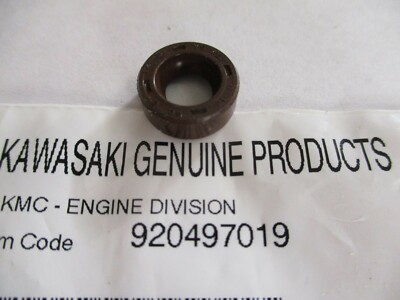 KAWASAKI GENUINE PRODUCTS
KMC - ENGINE DIVISION
m Code 920497019